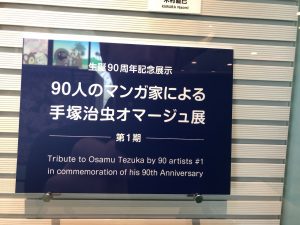 KIMURA Naomi
生誕90周年記念展示
90人のマンガ家による
手塚治虫オマージュ展
第1期
Tribute to Osamu Tezuka by 90 artists #1
in commemoration of his 90th Anniversary